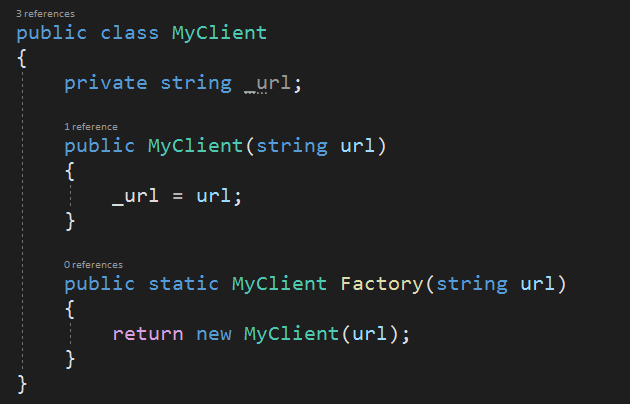 3 references
public class MyClient
{
private string _url;
1 reference
public MyClient(string url)
{
_url = url;
}
0 references
public static MyClient Factory(string url)
{
return new MyClient(url);
}
}